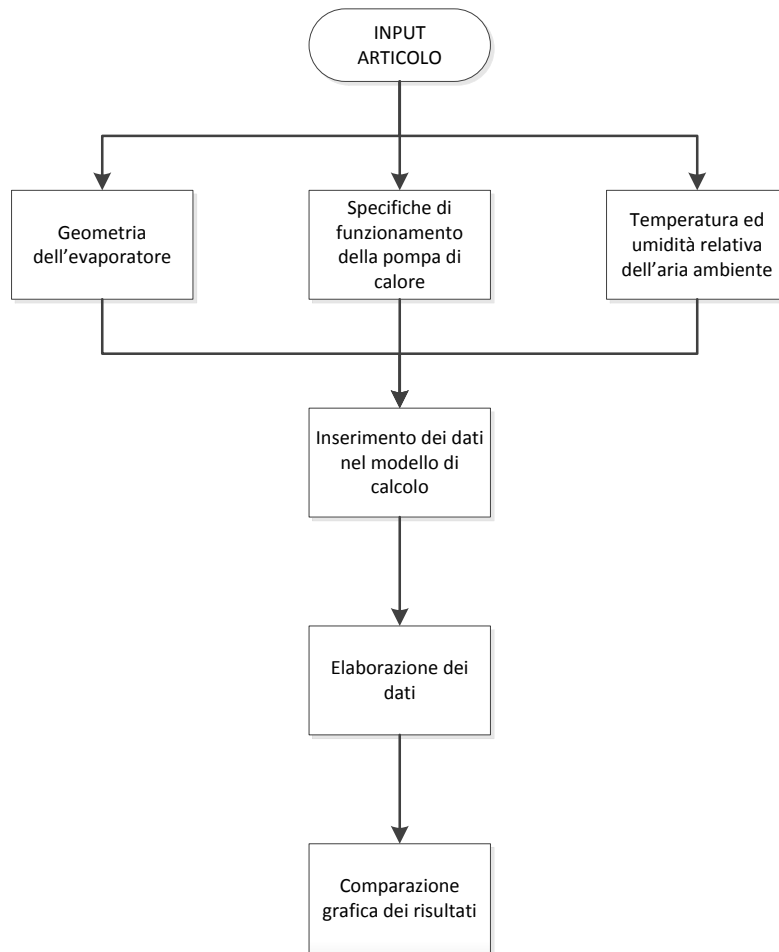 INPUT
ARTICOLO
Geometria
dell'evaporatore
Specifiche di
funzionamento
della pompa di
calore
Temperatura ed
umidità relativa
dell'aria ambiente
Inserimento dei dati
nel modello di
calcolo
Elaborazione dei
dati
Comparazione
grafica dei risultati